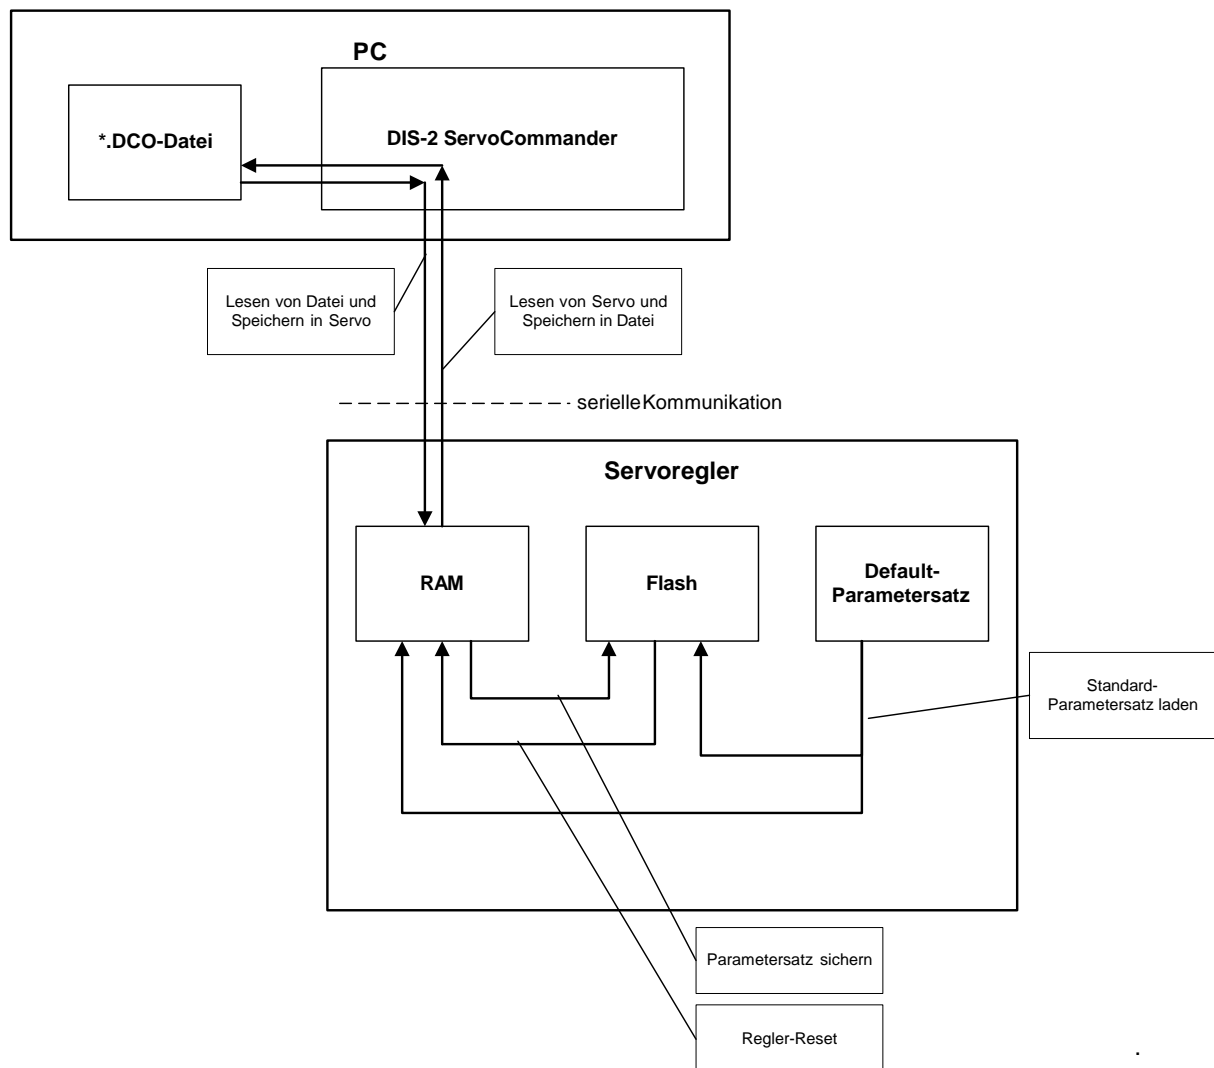 PC
*.DCO-Datei
DIS-2 ServoCommander
Lesen von Datei und
Speichern in Servo
Lesen von Servo und
Speichern in Datei
serielleKommunikation
Servoregler
RAM
Flash
Default-
Parametersatz
Standard-
Parametersatz laden
Parametersatz sichern
Regler-Reset
.